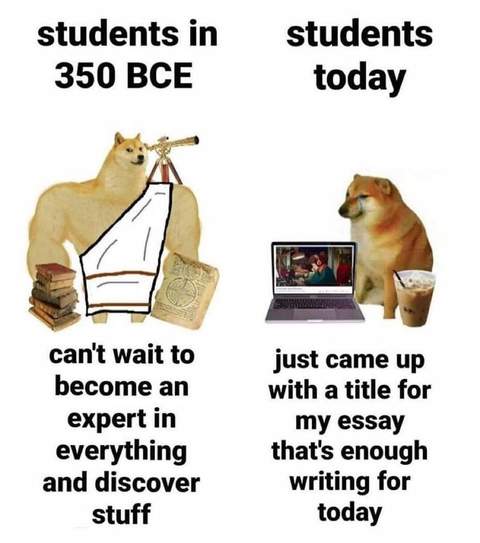 students in
350 BCE
students
today
can't wait to
become an
expert in
everything
and discover
stuff
just came up
with a title for
my essay
that's enough
writing for
today